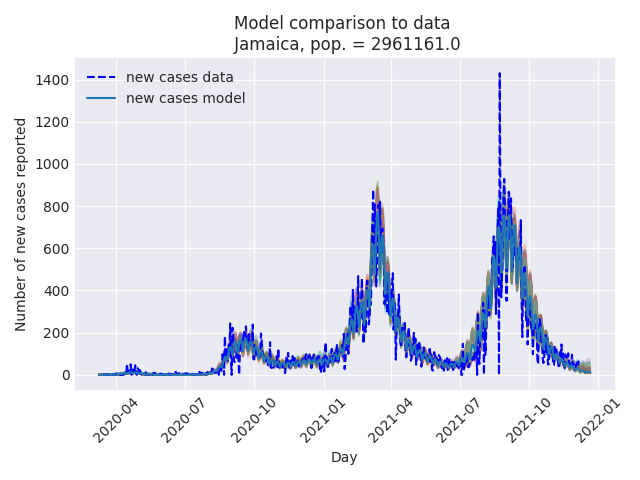 Model comparison to data
Jamaica, pop. = 2961161.0
new cases data
new cases model
Number of new cases reported
1400
1200
1000
800
600
400
200
0
2020-04
2020-07
2020-10
2021-01
2021-04
2021-07
2021-10
2022-01
Day